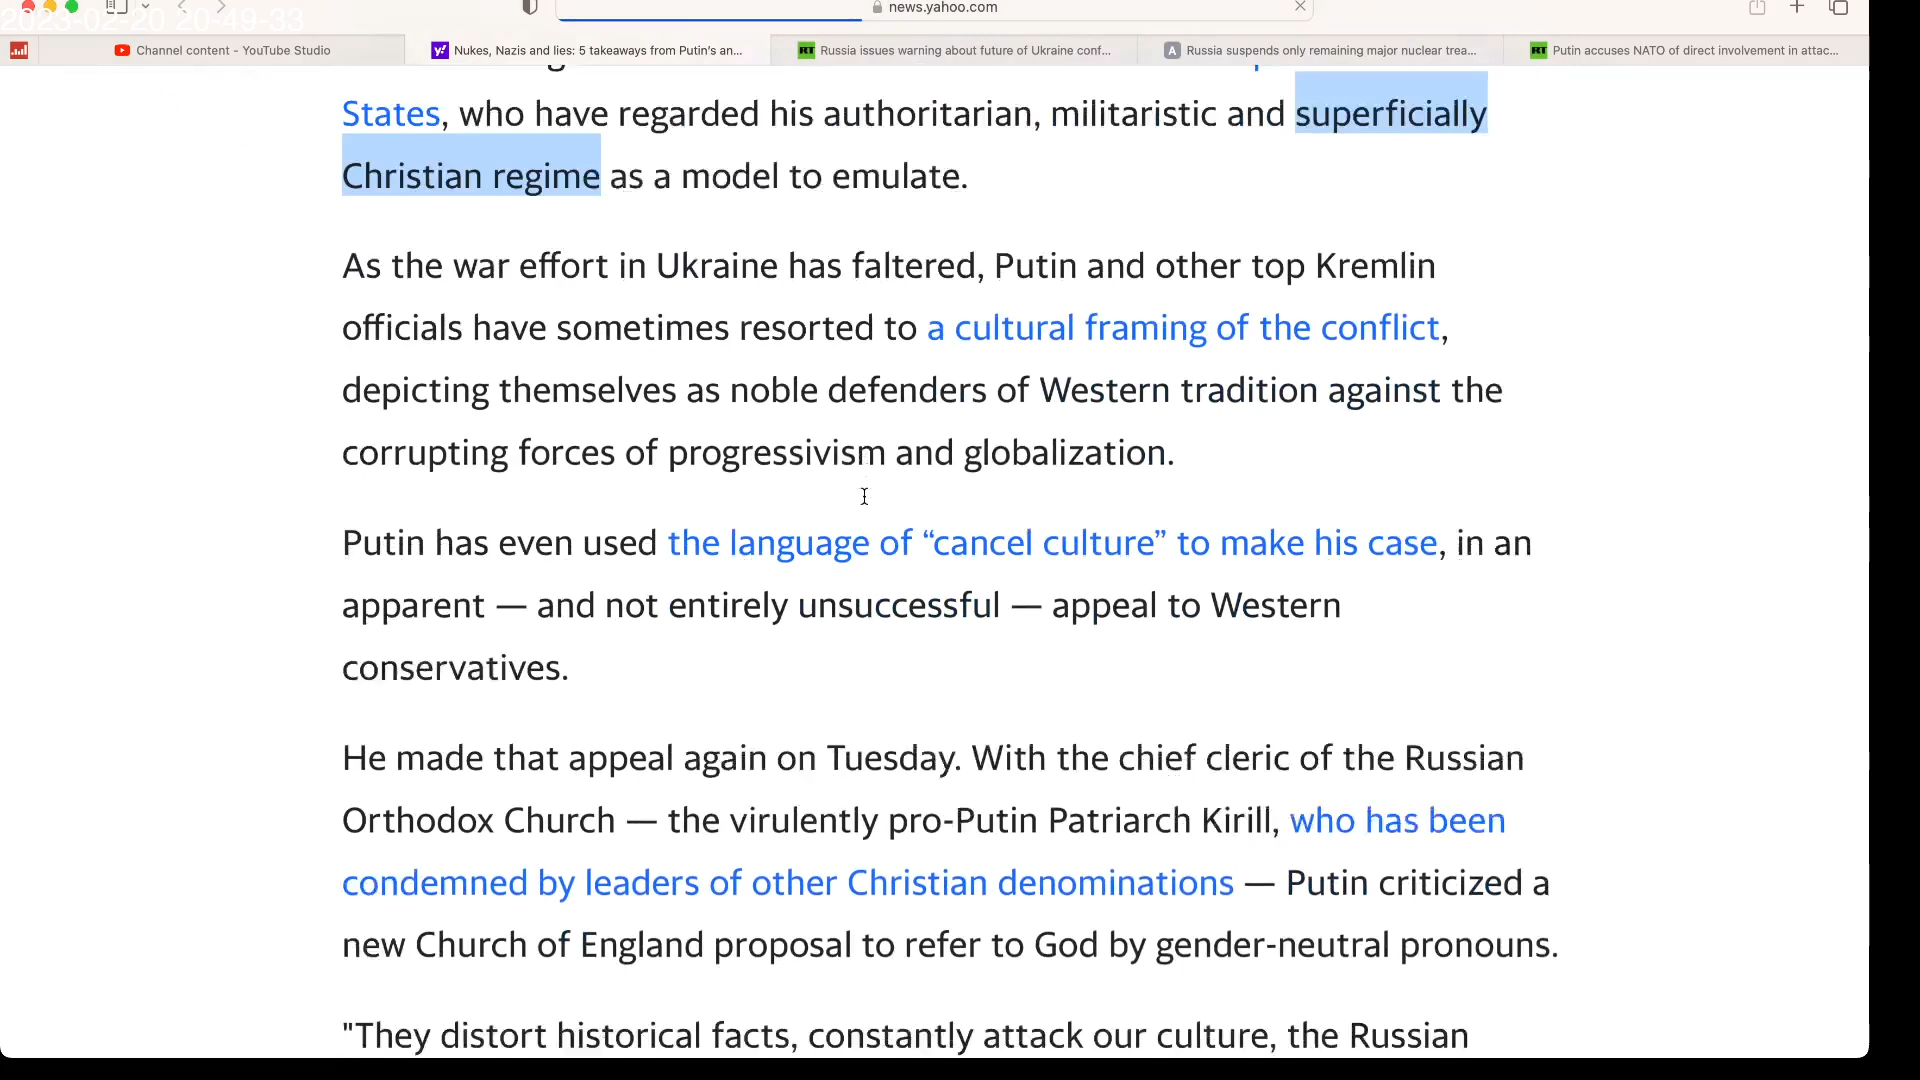 2023-02-20 20-49-33
news.yahoo.com
Channel content - YouTube Studio
Nukes, Nazis and lies: 5 takeaways from Putin's an...
Russia issues warning about future of Ukraine conf...
Russia suspends only remaining major nuclear trea...
Putin accuses NATO of direct involvement in attac...
States, who have regarded his authoritarian, militaristic and superficially
Christian regime as a model to emulate.
As the war effort in Ukraine has faltered, Putin and other top Kremlin
officials have sometimes resorted to a cultural framing of the conflict,
depicting themselves as noble defenders of Western tradition against the
corrupting forces of progressivism and globalization.
Putin has even used the language of “cancel culture” to make his case, in an
apparent — and not entirely unsuccessful — appeal to Western
conservatives.
He made that appeal again on Tuesday. With the chief cleric of the Russian
Orthodox Church — the virulently pro-Putin Patriarch Kirill, who has been
condemned by leaders of other Christian denominations — Putin criticized a
new Church of England proposal to refer to God by gender-neutral pronouns.
"They distort historical facts, constantly attack our culture, the Russian